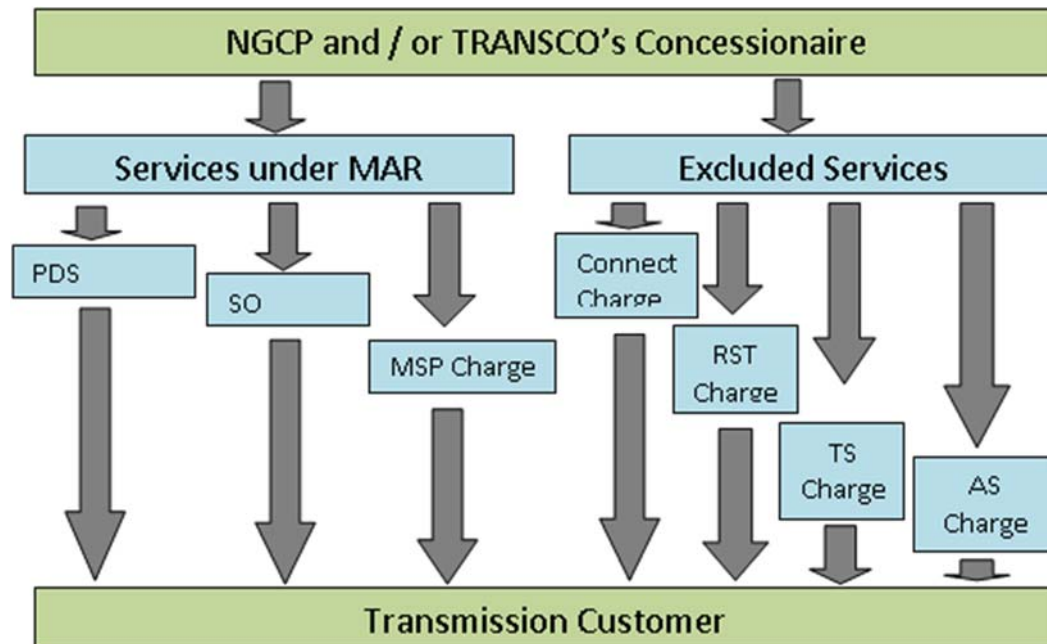 NGCP and / or TRANSCO's Concessionaire
Services under MAR
Excluded Services
PDS
SO
MSP Charge
Connect
Charge
RST
Charge
TS
Charge
AS
Charge
Transmission Customer